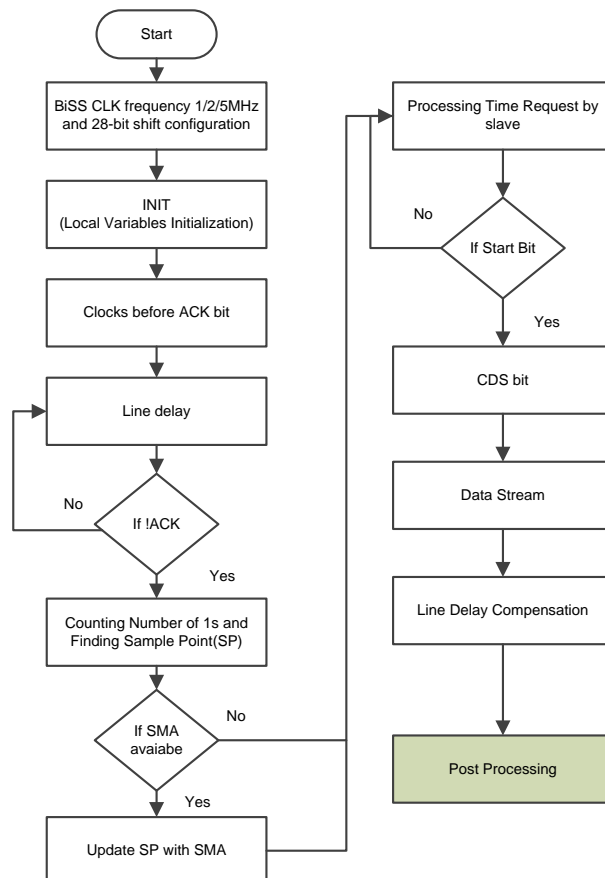 Start
BiSS CLK frequency 1/2/5MHz
and 28-bit shift configuration
INIT
(Local Variables Initialization)
Clocks before ACK bit
Line delay
No
If !ACK
Yes
Counting Number of 1s and
Finding Sample Point(SP)
If SMA
avaiabe
No
Yes
Update SP with SMA
Processing Time Request by
slave
No
If Start Bit
Yes
CDS bit
Data Stream
Line Delay Compensation
Post Processing